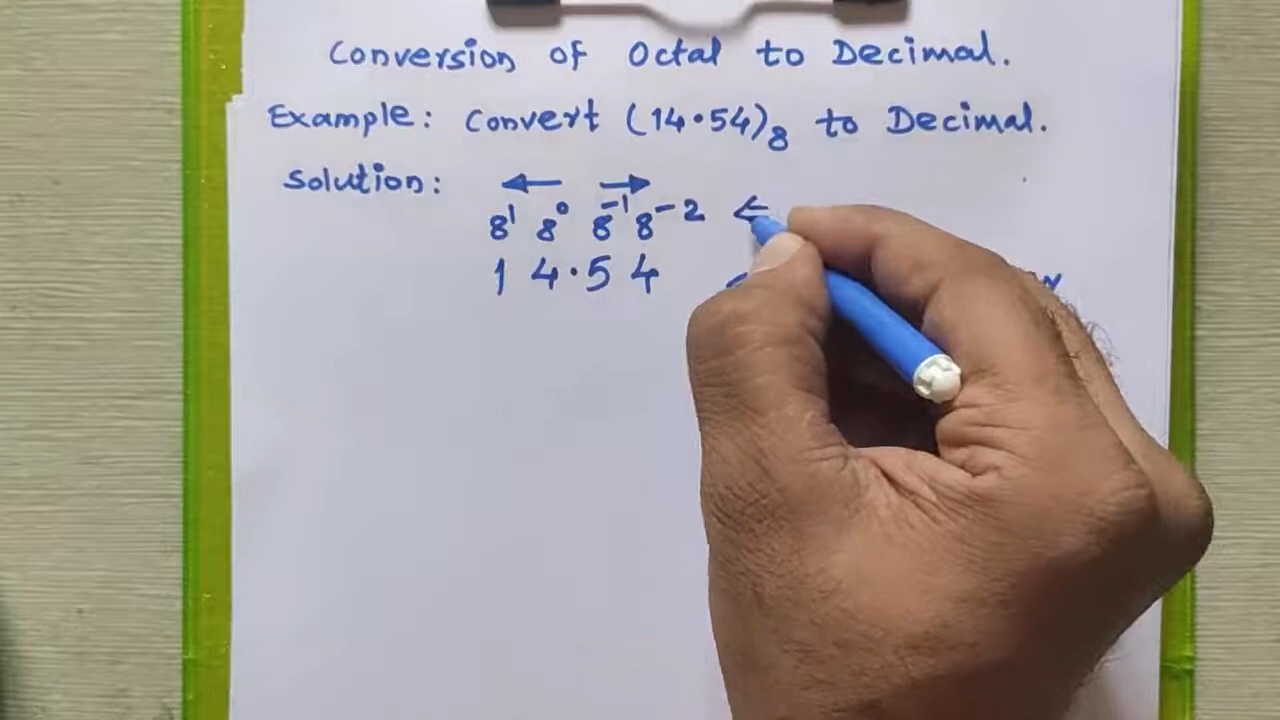 Conversion of Octal to Decimal.
Example: Convert (14.54)₈ to Decimal.
Solution: ← →
8¹ 8⁰ 8⁻¹ 8⁻² ←
1 4.5 4